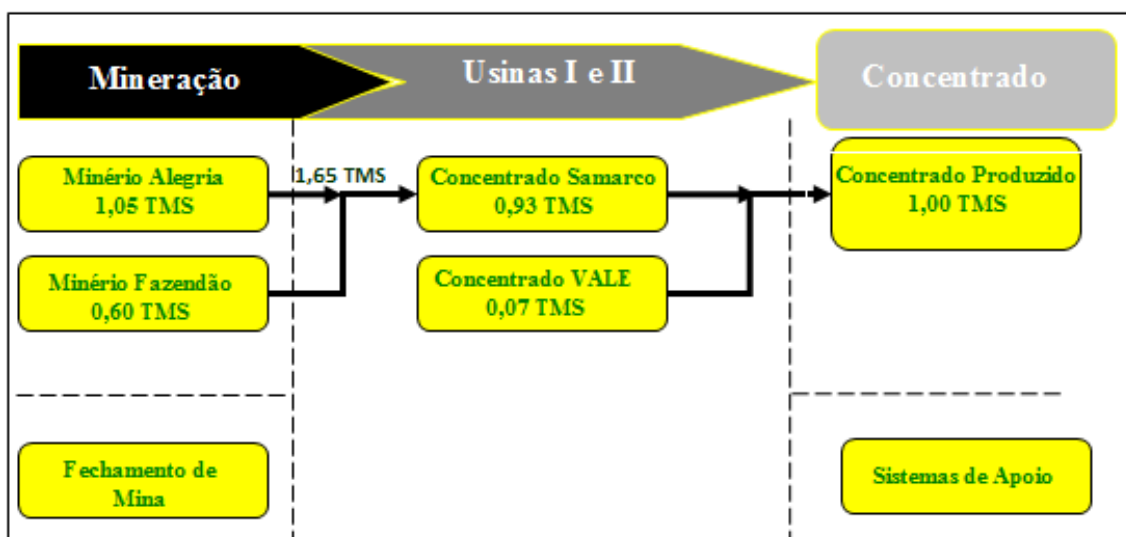 Mineração
Usinas I e II
Concentrado
Minério Alegria
1,05 TMS
1,65 TMS
Concentrado Samarco
0,93 TMS
Concentrado Produzido
1,00 TMS
Minério Fazendão
0,60 TMS
Concentrado VALE
0,07 TMS
Fechamento de
Mina
Sistemas de Apoio